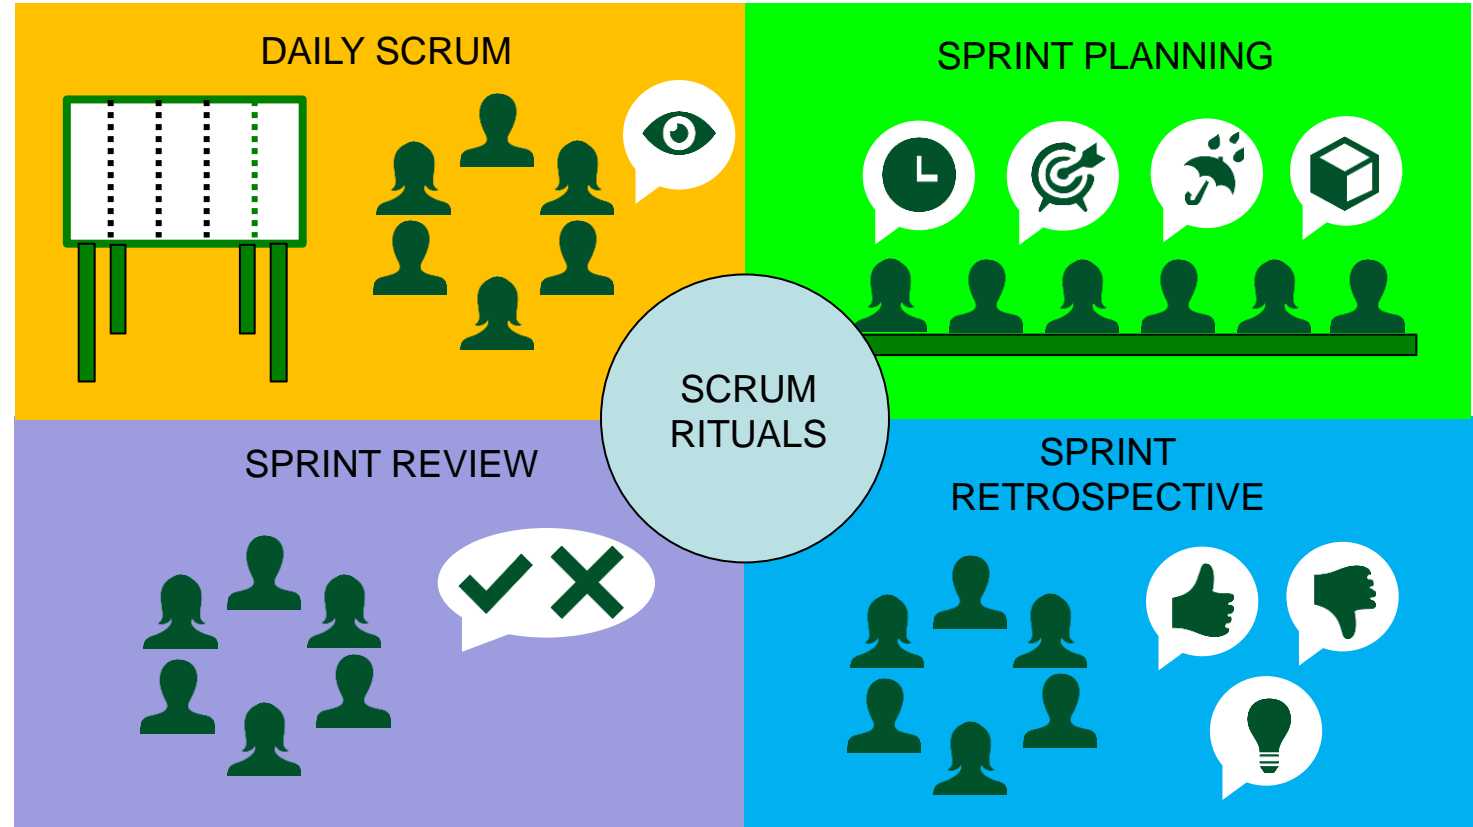 DAILY SCRUM
SPRINT PLANNING
SCRUM
RITUALS
SPRINT REVIEW
SPRINT
RETROSPECTIVE